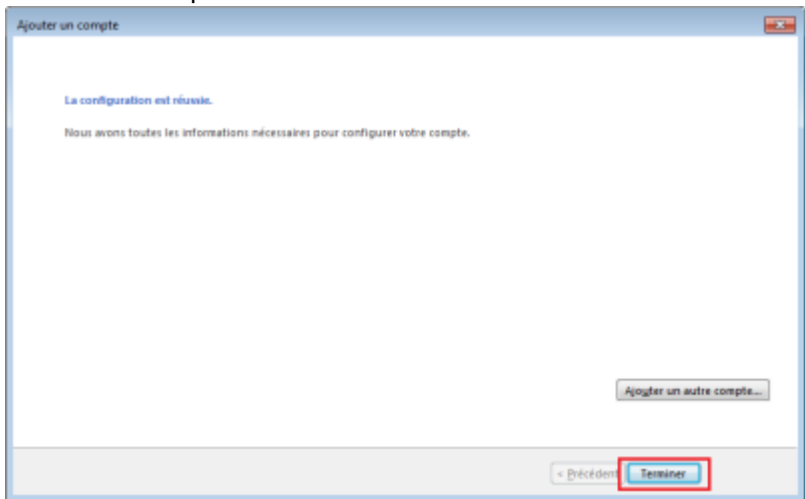 Ajouter un compte
La configuration est réussie.
Nous avons toutes les informations nécessaires pour configurer votre compte.
Ajouter un autre compte...
< Précédent
Terminer